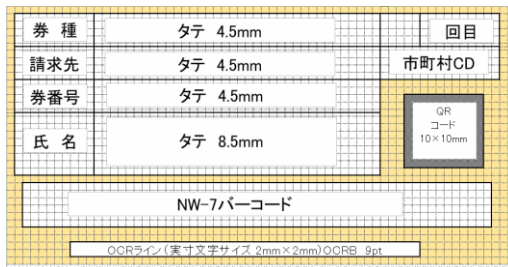 券 種 タテ 4.5mm 回目
請求先 タテ 4.5mm 市町村CD
券番号 タテ 4.5mm
氏 名 タテ 8.5mm
QR
コード
10×10mm
NW-7バーコード
OCRライン(実寸文字サイズ 2mm×2mm)OCRB 9pt